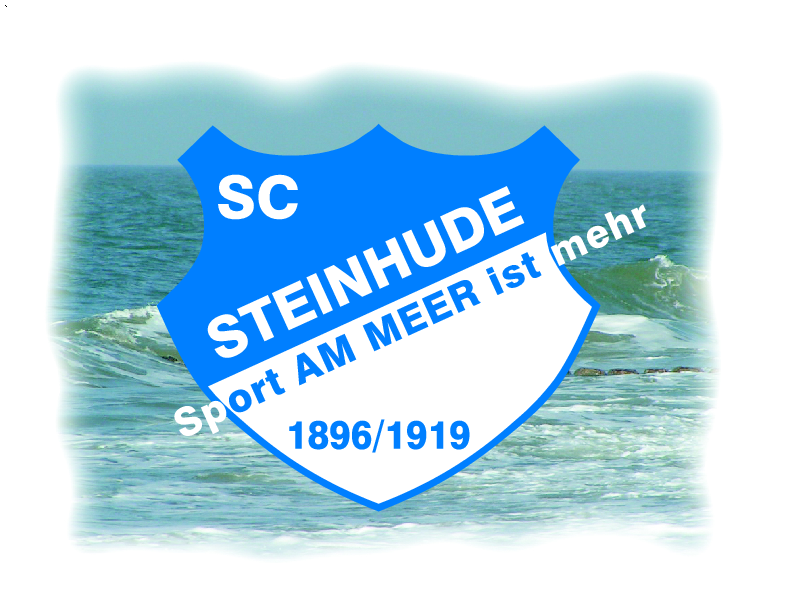 SC
STEINHUDE
Sport AM MEER ist mehr
1896/1919